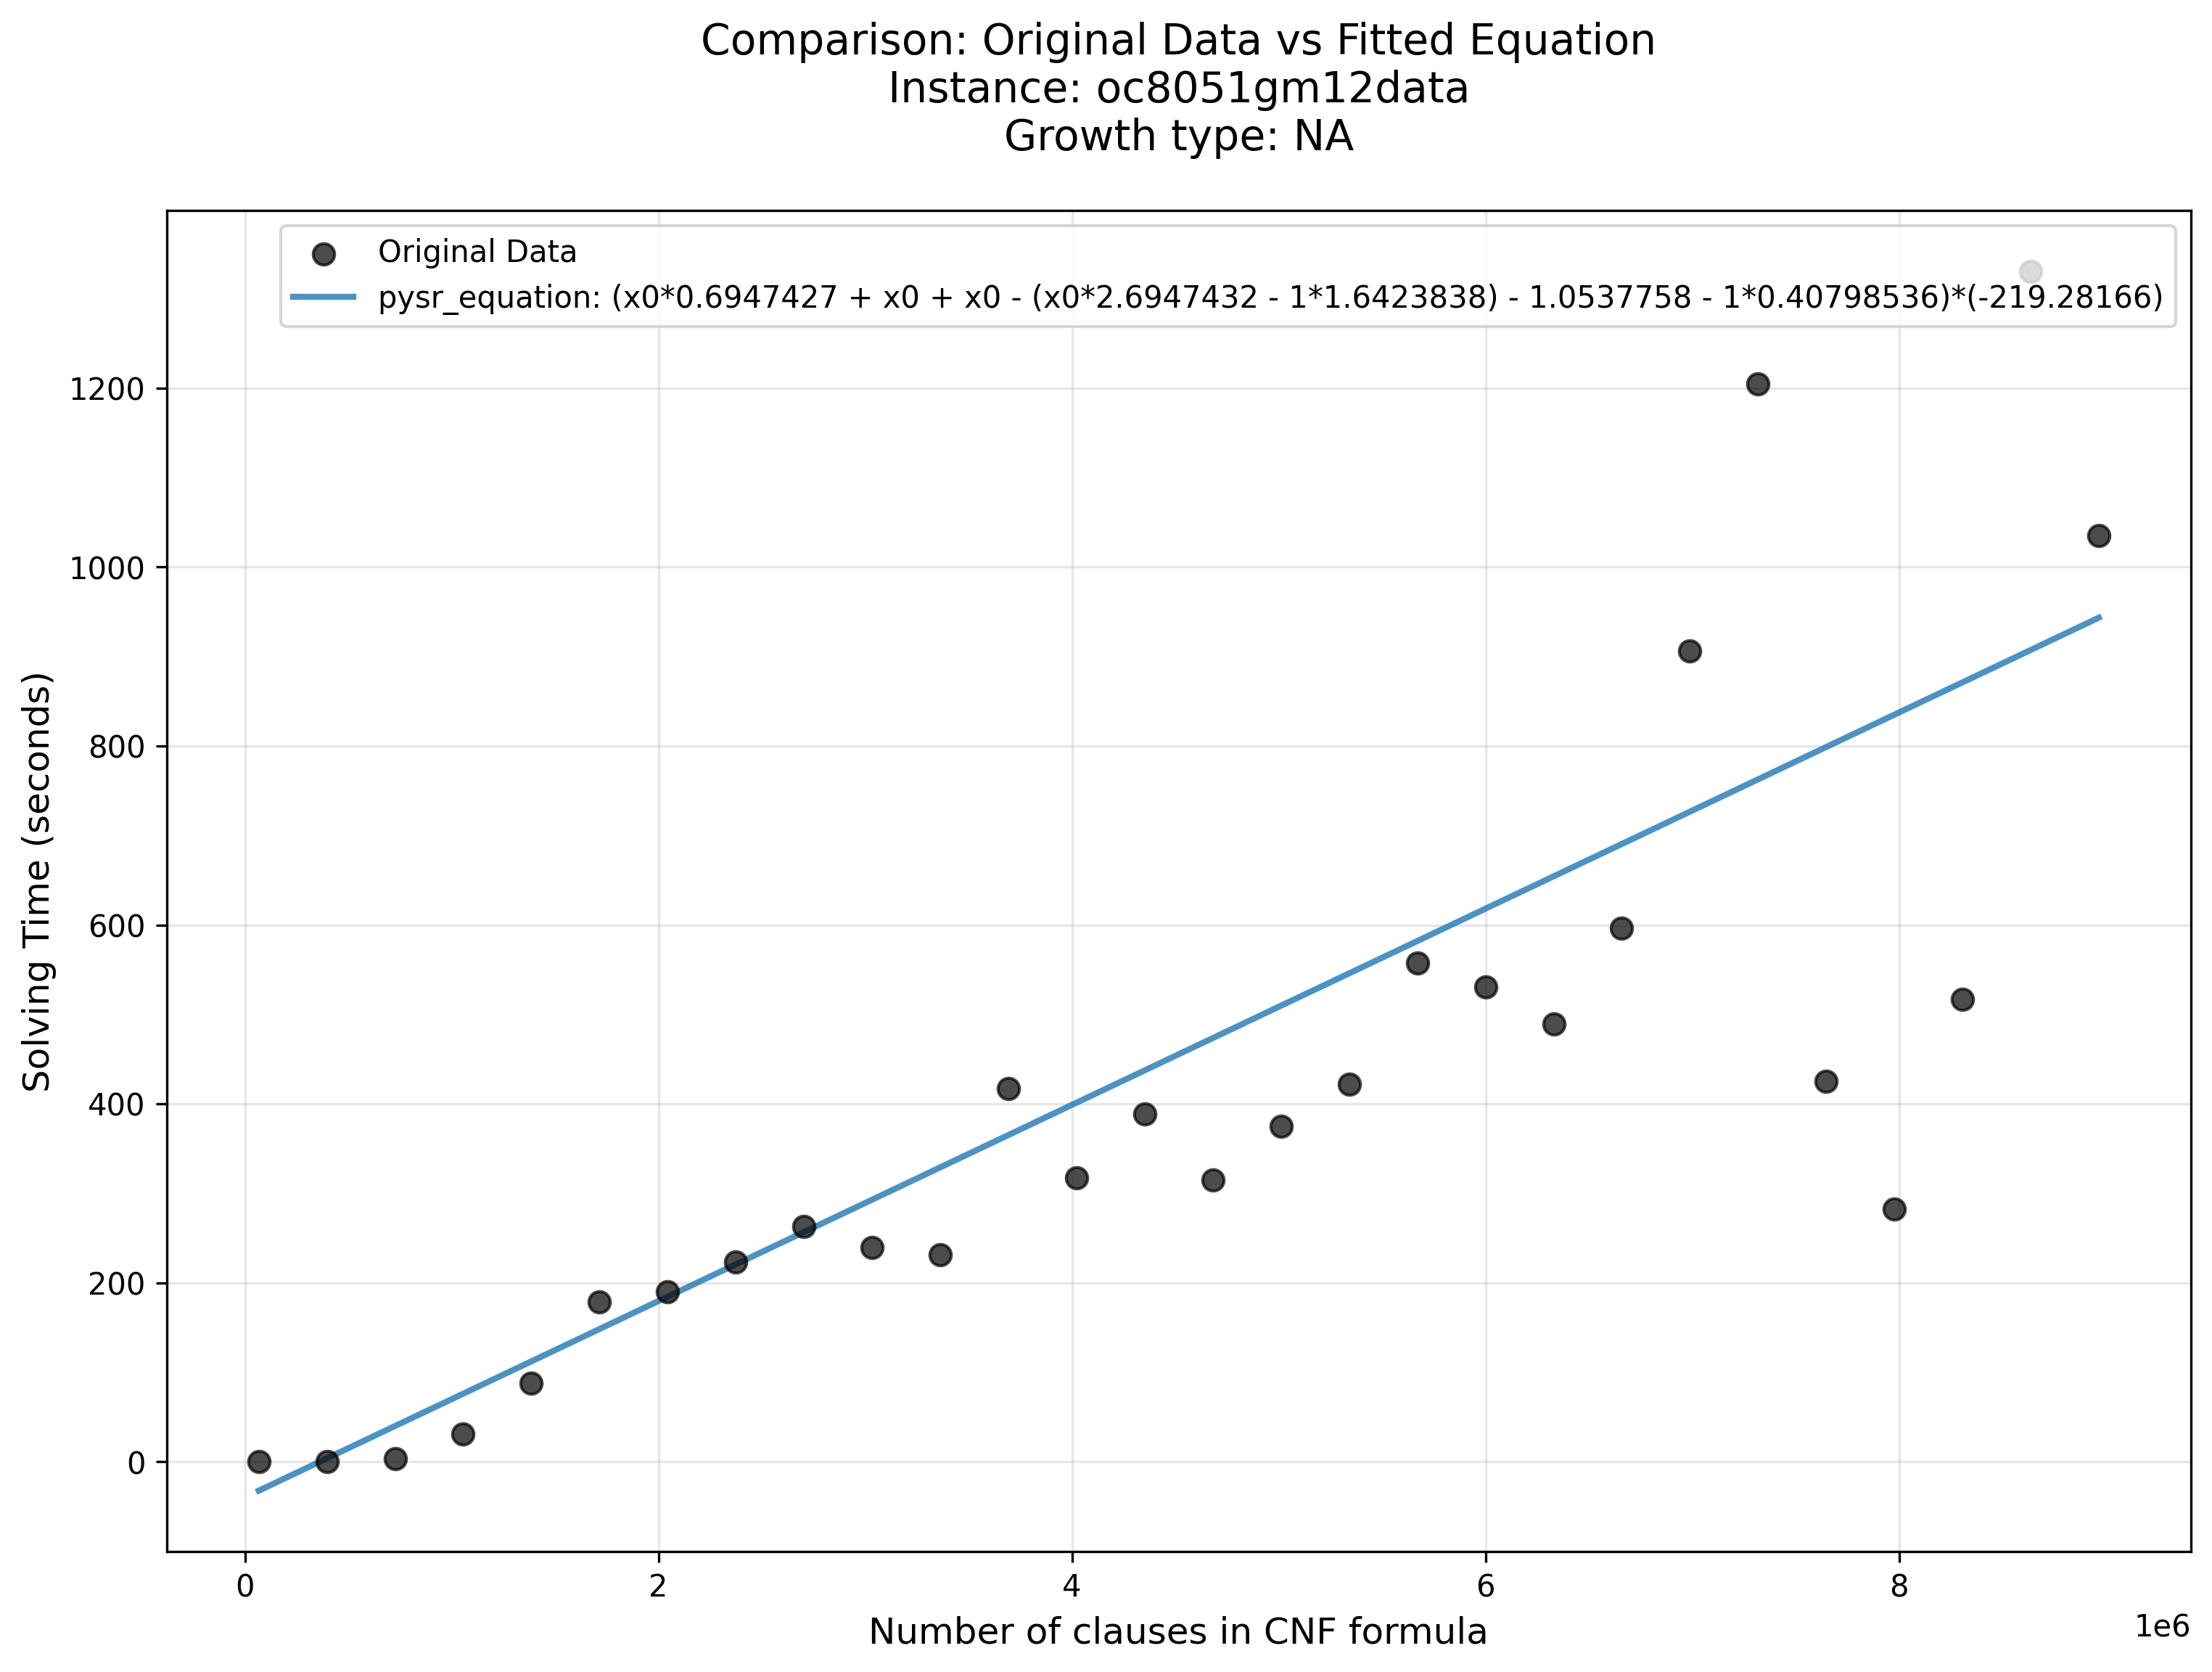 Comparison: Original Data vs Fitted Equation
Instance: oc8051gm12data
Growth type: NA
Original Data
pysr_equation: (x0*0.6947427 + x0 + x0 - (x0*2.6947432 - 1*1.6423838) - 1.0537758 - 1*0.40798536)*(-219.28166)
1200
1000
800
600
400
200
0
Solving Time (seconds)
0 2 4 6 8
1e6
Number of clauses in CNF formula